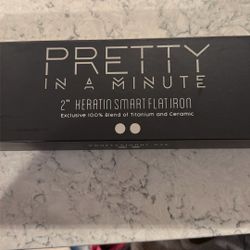 PRETTY
IN A MINUTE
2" KERATIN SMART FLAT IRON
Exclusive 100% Blend of Titanium and Ceramic